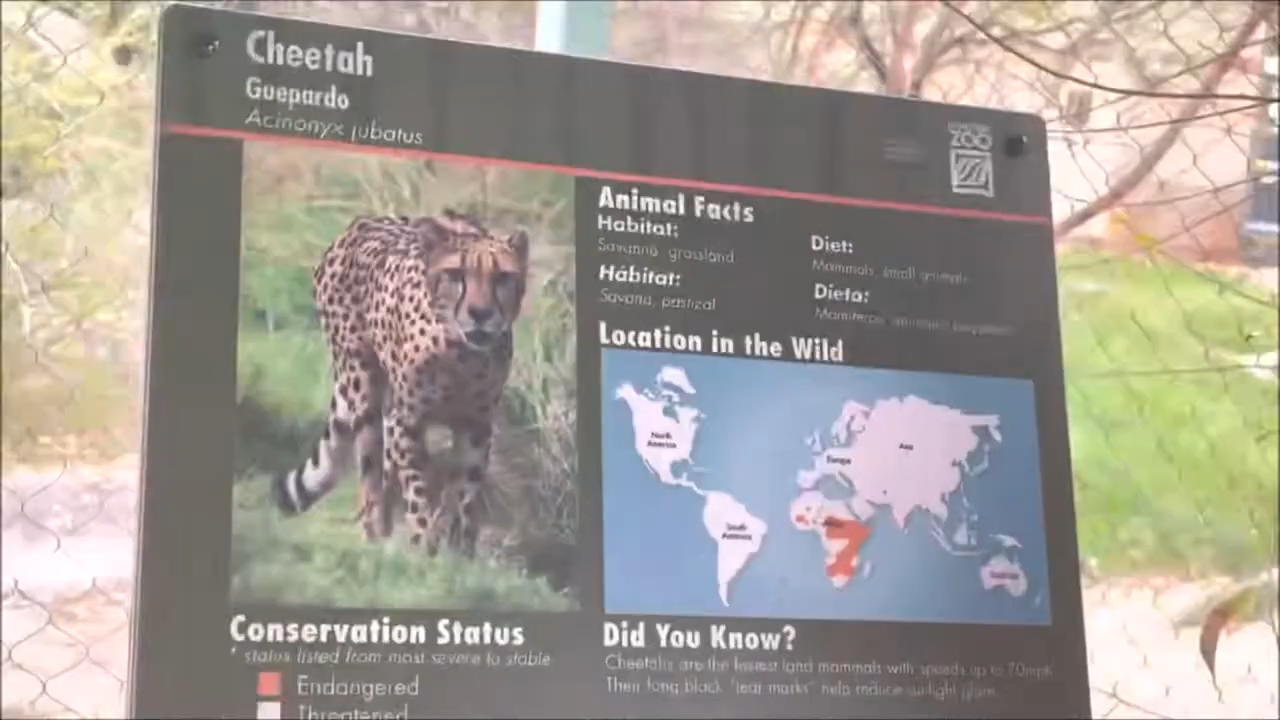 Cheetah
Guepardo
Acinonyx jubatus
ZOO
Animal Facts
Habitat:
Savanna, grassland
Hábitat:
Savana, pastizal
Diet:
Mammals, small animals
Dieta:
Location in the Wild
North
America
South
America
Europe
Asia
Conservation Status
* status listed from most severe to stable
Endangered
Threatened
Did You Know?
Cheetahs are the fastest land mammals with speeds up to 70mph
Their long black "tear marks" help reduce sunlight glare.